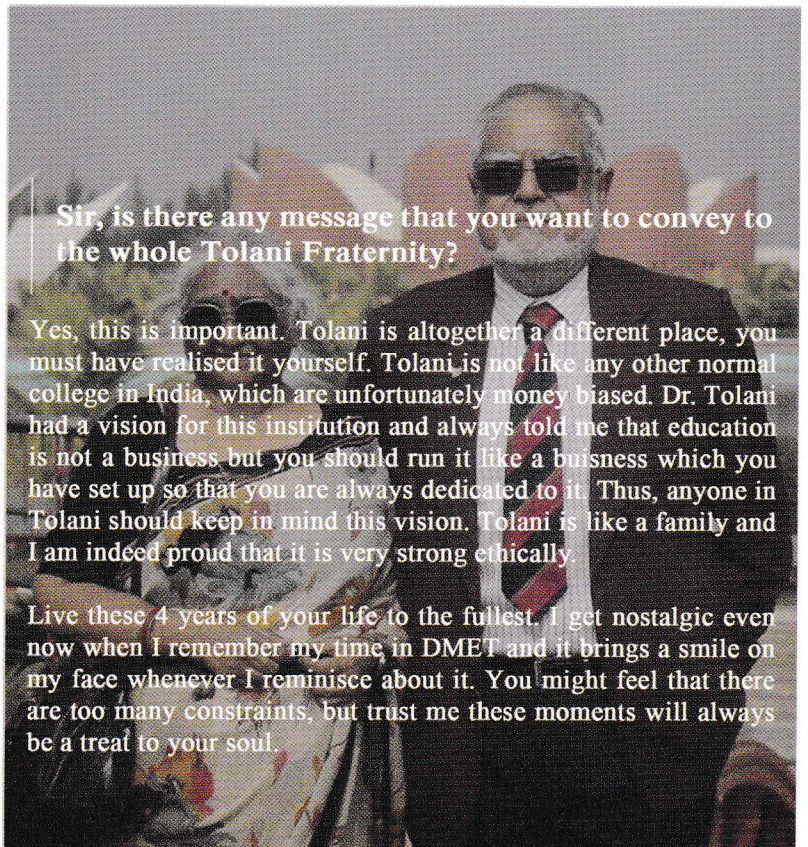 Sir, is there any message that you want to convey to
the whole Tolani Fraternity?
Yes, this is important. Tolani is altogether a different place, you
must have realised it yourself. Tolani is not like any other normal
college in India, which are unfortunately money biased. Dr. Tolani
had a vision for this institution and always told me that education
is not a business but you should run it like a buisness which you
have set up so that you are always dedicated to it. Thus, anyone in
Tolani should keep in mind this vision. Tolani is like a family and
I am indeed proud that it is very strong ethically.
Live these 4 years of your life to the fullest. I get nostalgic even
now when I remember my time in DMET and it brings a smile on
my face whenever I reminisce about it. You might feel that there
are too many constraints, but trust me these moments will always
be a treat to your soul.